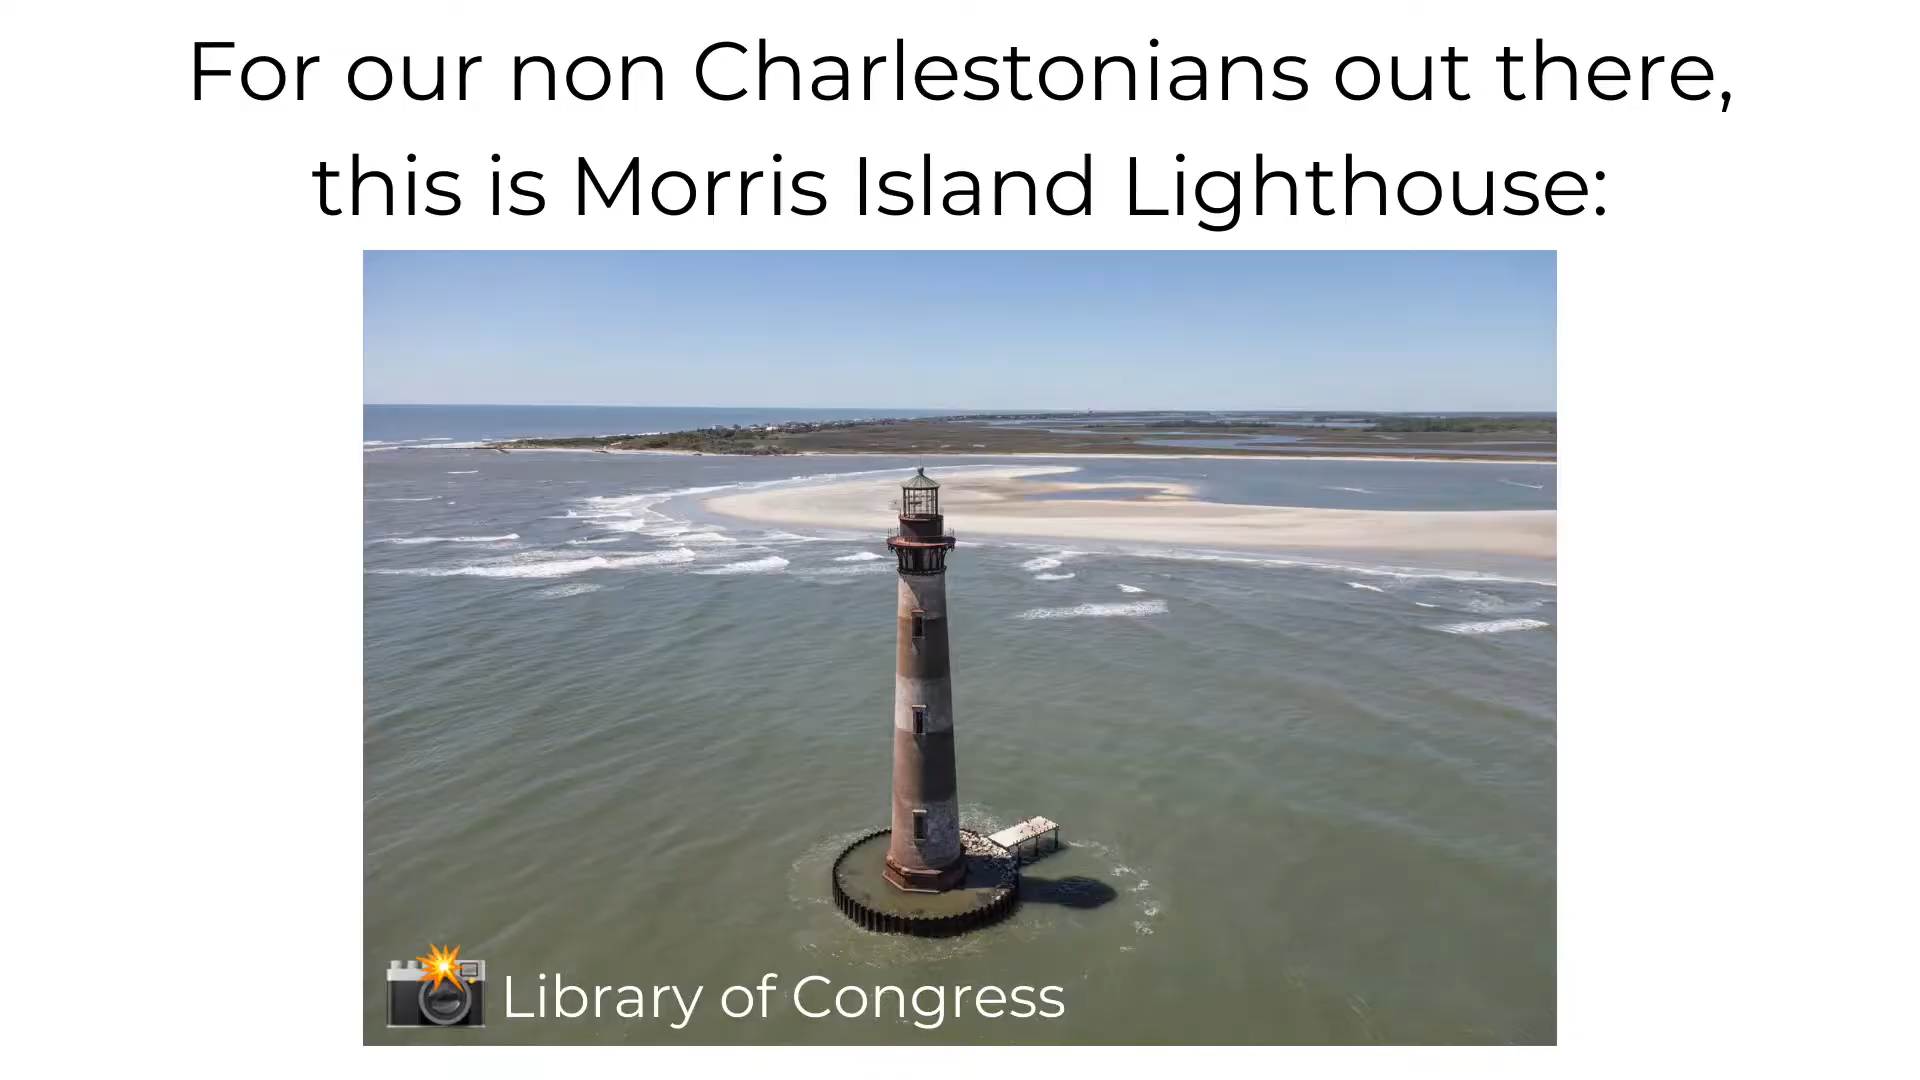 For our non Charlestonians out there,
this is Morris Island Lighthouse:
Library of Congress